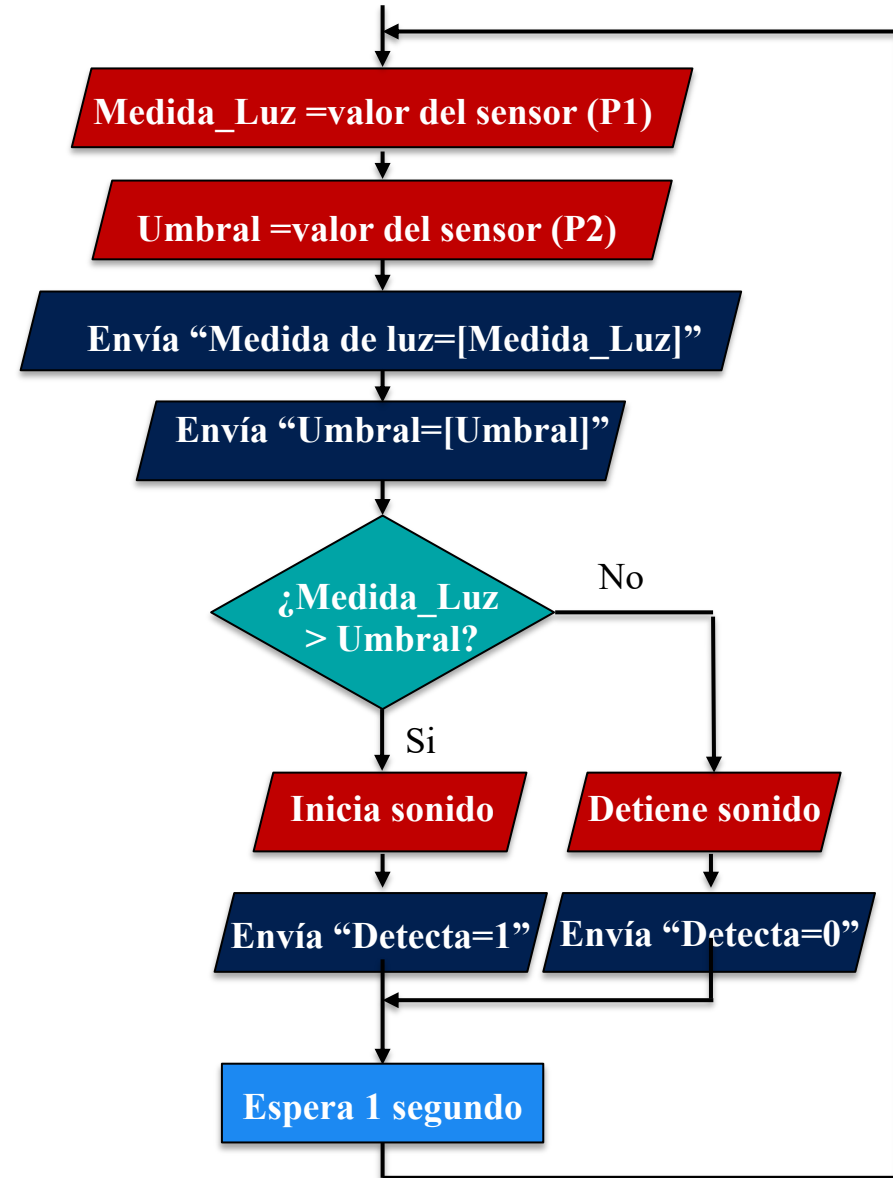 Medida_Luz =valor del sensor (P1)
Umbral =valor del sensor (P2)
Envía “Medida de luz=[Medida_Luz]”
Envía “Umbral=[Umbral]”
¿Medida_Luz
> Umbral?
No
Si
Inicia sonido
Detiene sonido
Envía “Detecta=1”
Envía “Detecta=0”
Espera 1 segundo